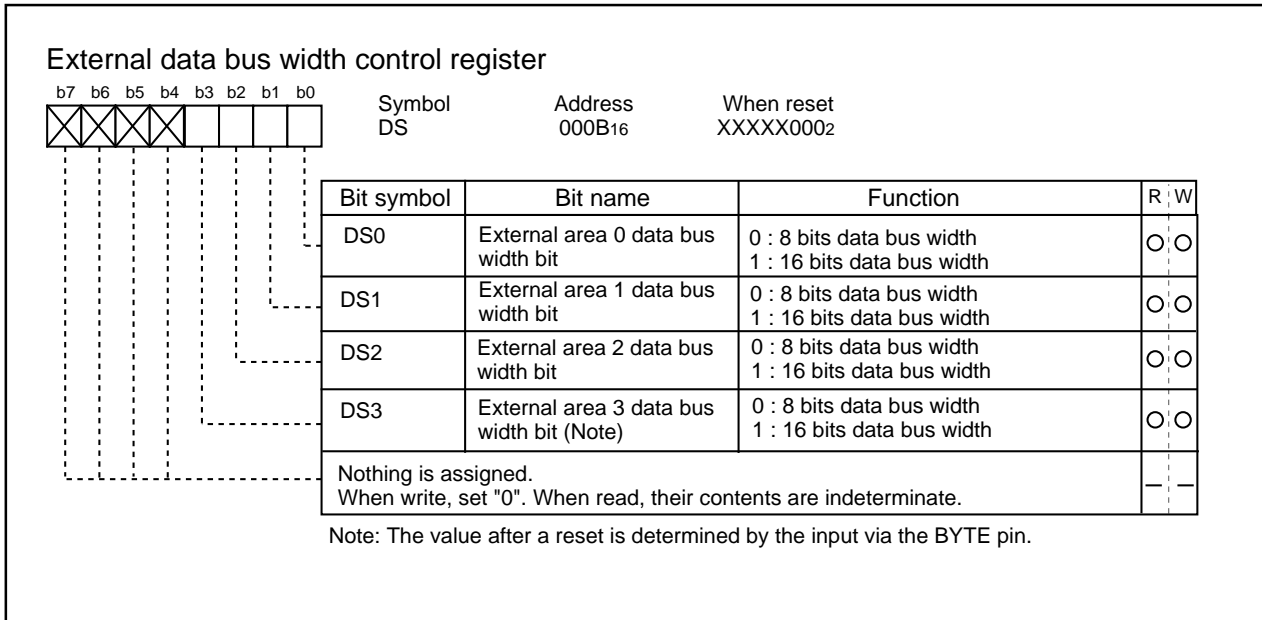 External data bus width control register
b7 b6 b5 b4 b3 b2 b1 b0
Symbol Address When reset
DS 000B16 XXXXX0002
Bit symbol Bit name Function R W
DS0 External area 0 data bus 0 : 8 bits data bus width
width bit 1 : 16 bits data bus width
DS1 External area 1 data bus 0 : 8 bits data bus width
width bit 1 : 16 bits data bus width
DS2 External area 2 data bus 0 : 8 bits data bus width
width bit 1 : 16 bits data bus width
DS3 External area 3 data bus 0 : 8 bits data bus width
width bit (Note) 1 : 16 bits data bus width
Nothing is assigned.
When write, set "0". When read, their contents are indeterminate. — —
Note: The value after a reset is determined by the input via the BYTE pin.